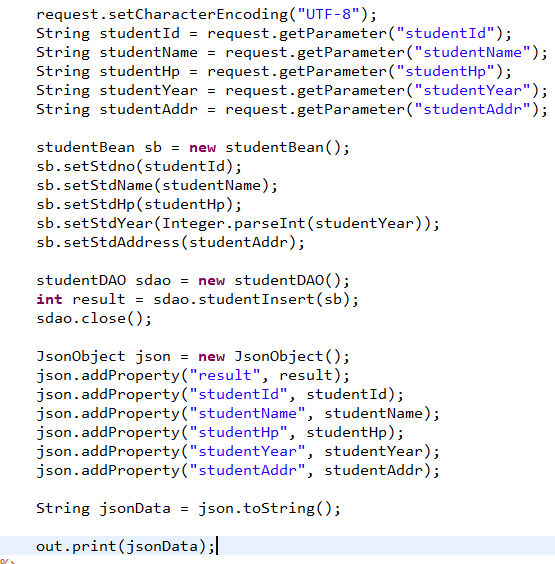 request.setCharacterEncoding("UTF-8");
String studentId = request.getParameter("studentId");
String studentName = request.getParameter("studentName");
String studentHp = request.getParameter("studentHp");
String studentYear = request.getParameter("studentYear");
String studentAddr = request.getParameter("studentAddr");
studentBean sb = new studentBean();
sb.setStdno(studentId);
sb.setStdName(studentName);
sb.setStdHp(studentHp);
sb.setStdYear(Integer.parseInt(studentYear));
sb.setStdAddress(studentAddr);
studentDAO sdao = new studentDAO();
int result = sdao.studentInsert(sb);
sdao.close();
JsonObject json = new JsonObject();
json.addProperty("result", result);
json.addProperty("studentId", studentId);
json.addProperty("studentName", studentName);
json.addProperty("studentHp", studentHp);
json.addProperty("studentYear", studentYear);
json.addProperty("studentAddr", studentAddr);
String jsonData = json.toString();
out.print(jsonData);
%>